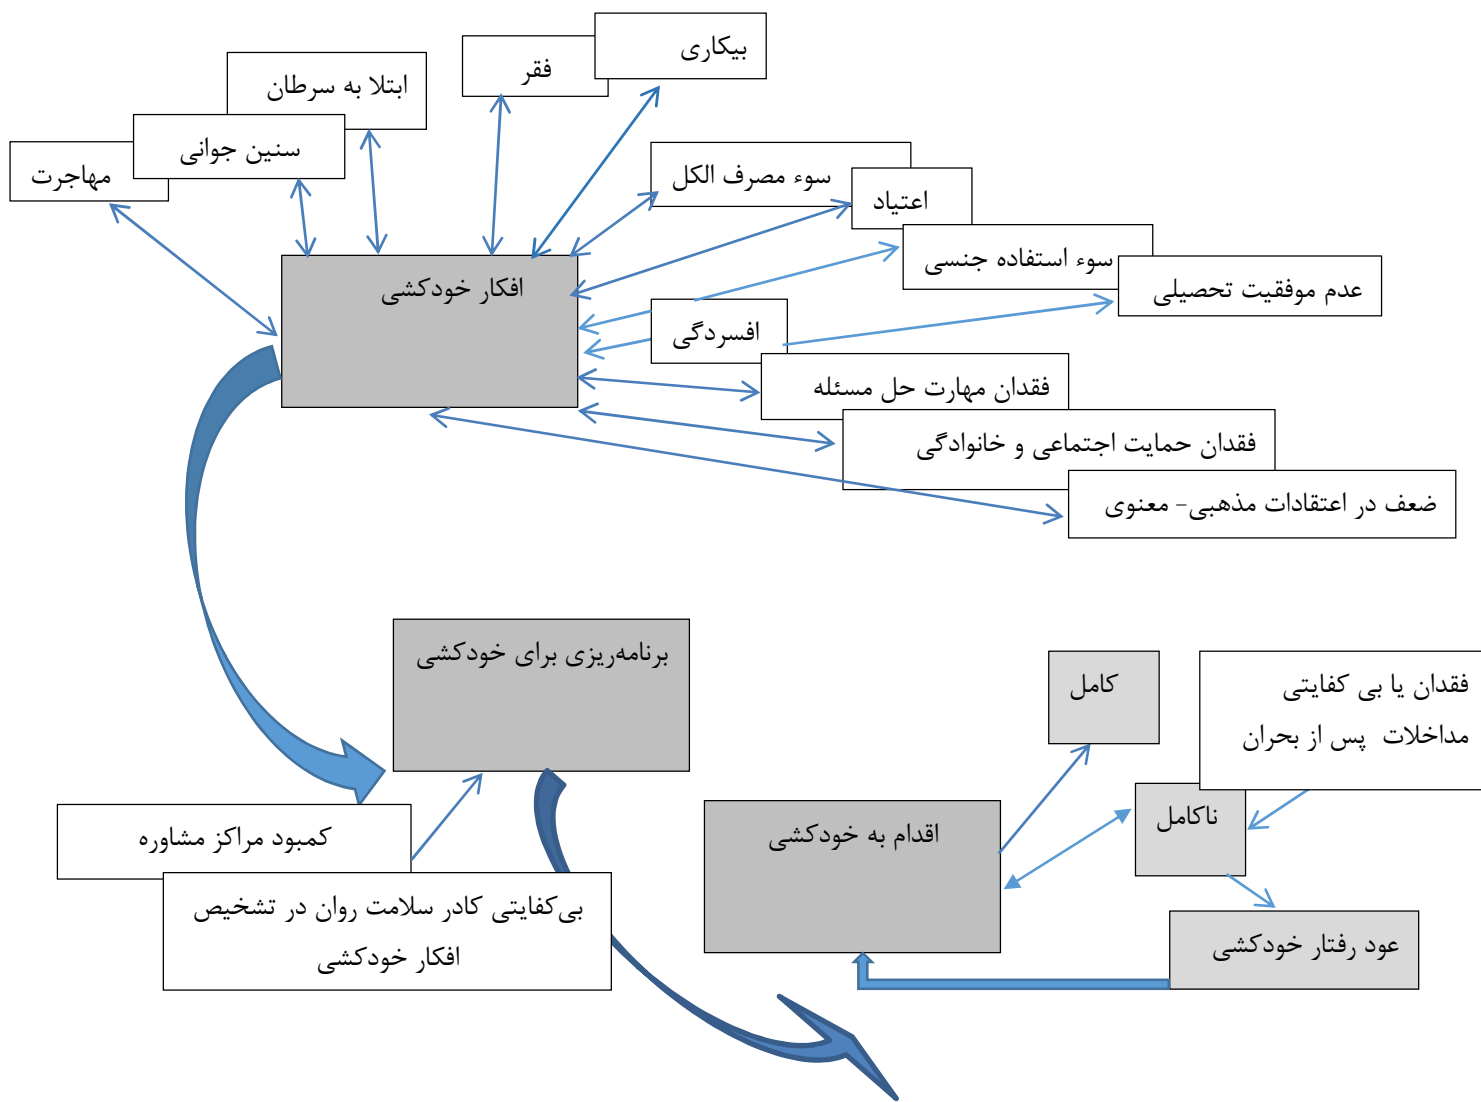 بیکاری
فقر
ابتلا به سرطان
سنین جوانی
مهاجرت
سوء مصرف الکل
اعتیاد
سوء استفاده جنسی
عدم موفقیت تحصیلی
افکار خودکشی
افسردگی
فقدان مهارت حل مسئله
فقدان حمایت اجتماعی و خانوادگی
ضعف در اعتقادات مذهبی- معنوی
برنامه‌ریزی برای خودکشی
کامل
فقدان یا بی کفایتی
مداخلات پس از بحران
ناکامل
اقدام به خودکشی
کمبود مراکز مشاوره
بی‌کفایتی کادر سلامت روان در تشخیص
افکار خودکشی
عود رفتار خودکشی